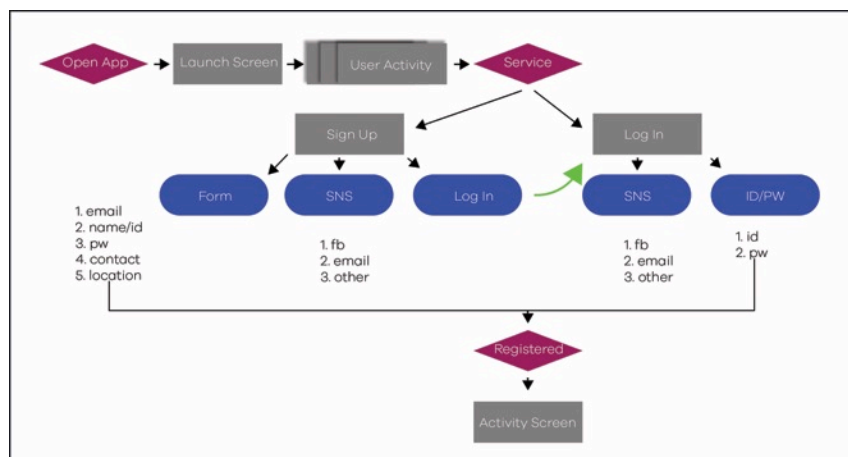 Open App
Launch Screen
User Activity
Service
Sign Up
Log In
Form
SNS
Log In
SNS
ID/PW
1. email
2. name/id
3. pw
4. contact
5. location
1. fb
2. email
3. other
1. fb
2. email
3. other
1. id
2. pw
Registered
Activity Screen